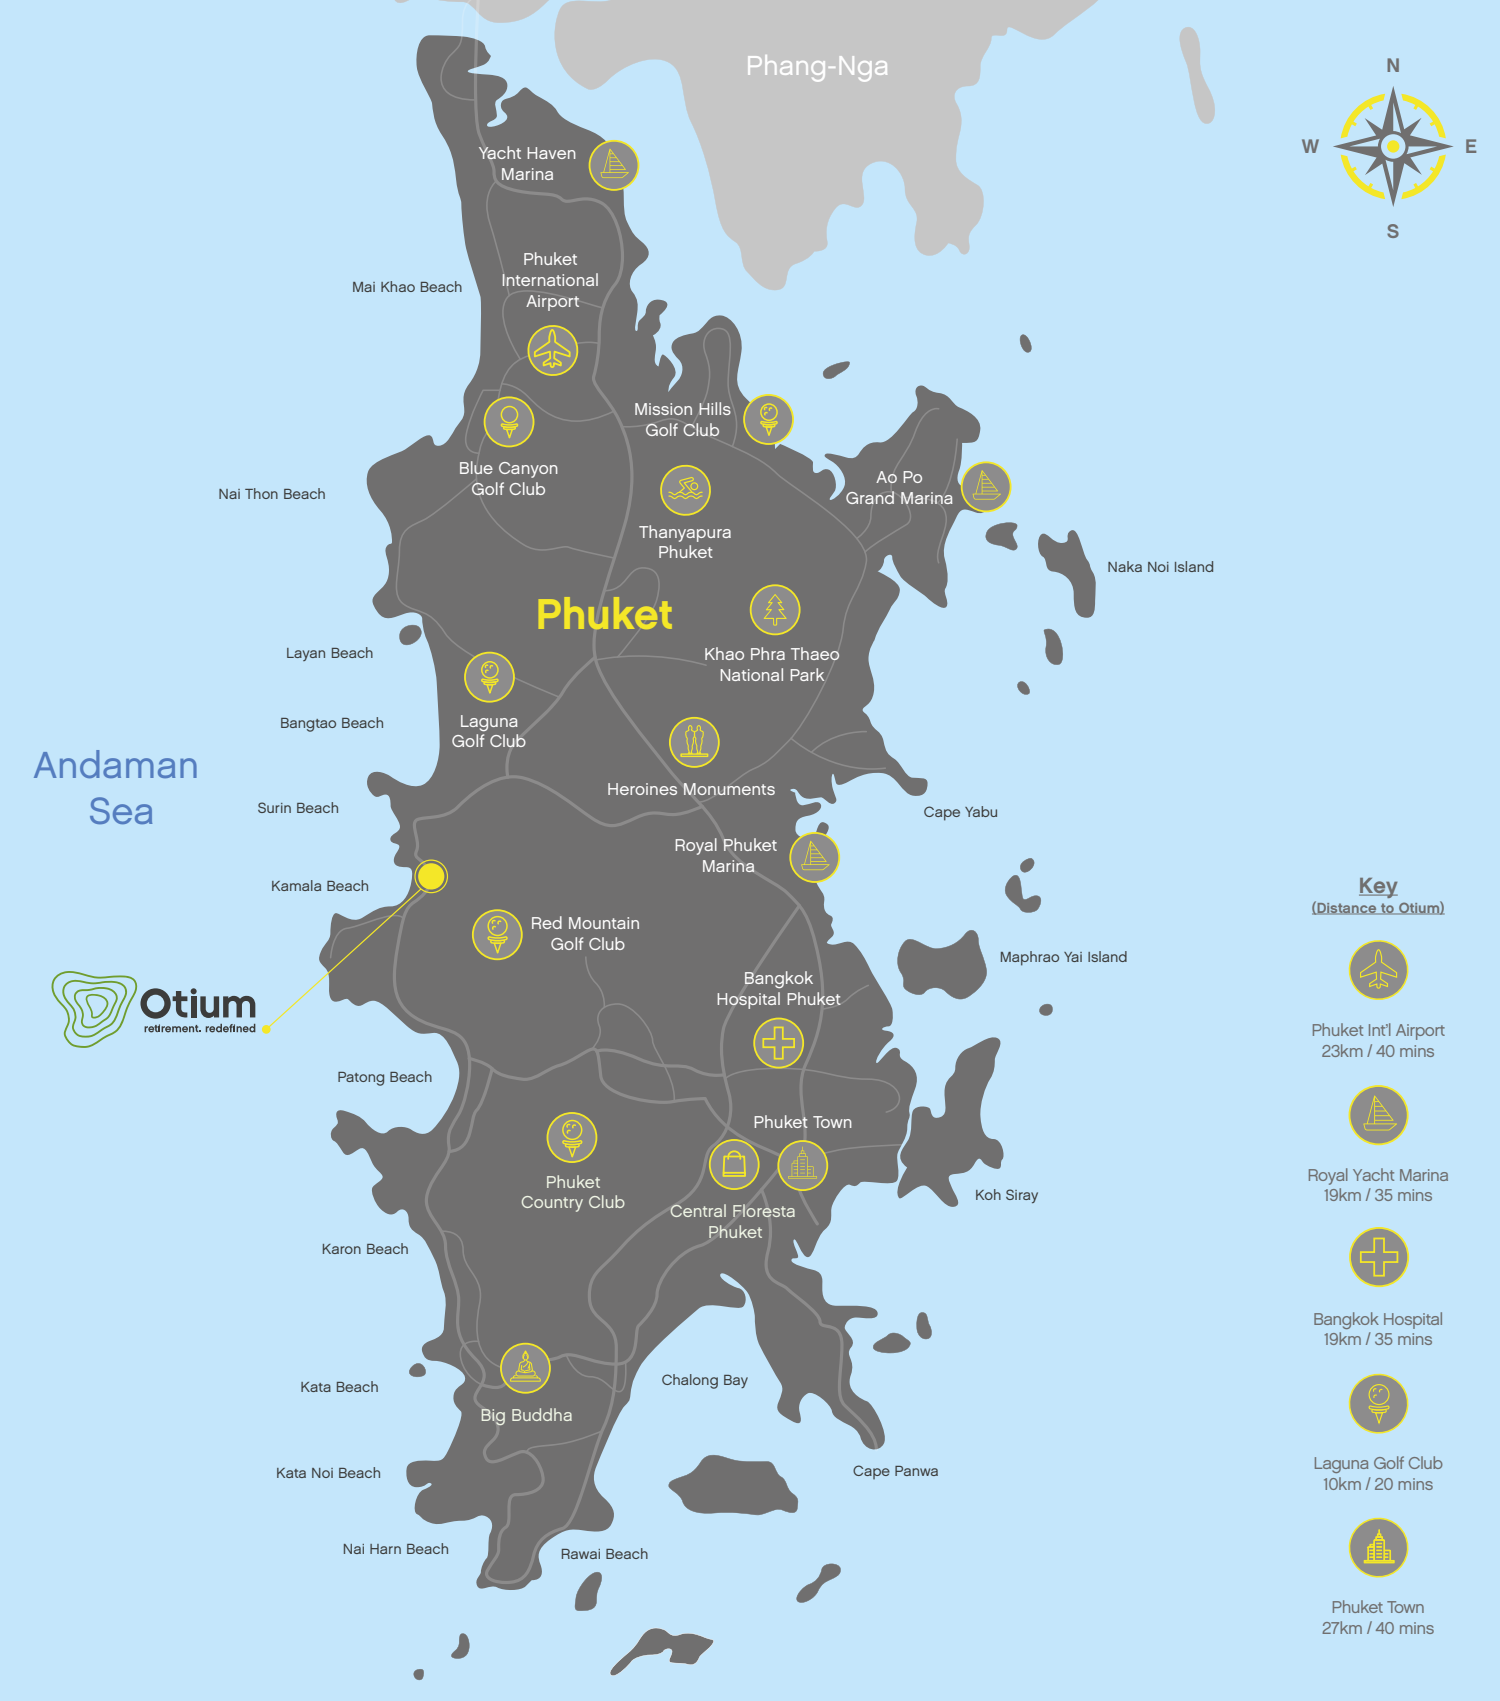 Phang-Nga
N
W
E
S
Yacht Haven
Marina
Phuket
International
Airport
Mai Khao Beach
Mission Hills
Golf Club
Blue Canyon
Golf Club
Ao Po
Grand Marina
Nai Thon Beach
Thanyapura
Phuket
Naka Noi Island
Phuket
Layan Beach
Khao Phra Thaeo
National Park
Bangtao Beach
Laguna
Golf Club
Andaman
Sea
Heroines Monuments
Surin Beach
Cape Yabu
Royal Phuket
Marina
Kamala Beach
Red Mountain
Golf Club
Maphrao Yai Island
Bangkok
Hospital Phuket
Otium
retirement. redefined
Patong Beach
Phuket Town
Phuket
Country Club
Central Floresta
Phuket
Koh Siray
Karon Beach
Chalong Bay
Kata Beach
Big Buddha
Kata Noi Beach
Cape Panwa
Nai Harn Beach
Rawai Beach
Key
(Distance to Otium)
Phuket Int'l Airport
23km / 40 mins
Royal Yacht Marina
19km / 35 mins
Bangkok Hospital
19km / 35 mins
Laguna Golf Club
10km / 20 mins
Phuket Town
27km / 40 mins